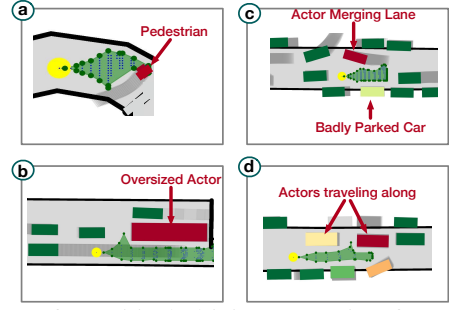 a
Pedestrian
b
Oversized Actor
c
Actor Merging Lane
Badly Parked Car
d
Actors traveling along